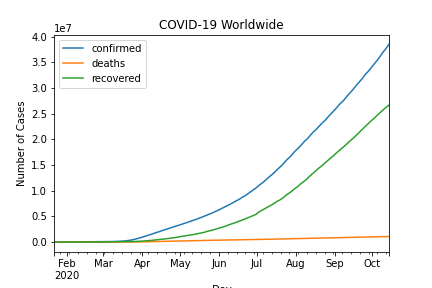 COVID-19 Worldwide
1e7
confirmed
deaths
recovered
Number of Cases
4.0
3.5
3.0
2.5
2.0
1.5
1.0
0.5
0.0
Feb Mar Apr May Jun Jul Aug Sep Oct
2020